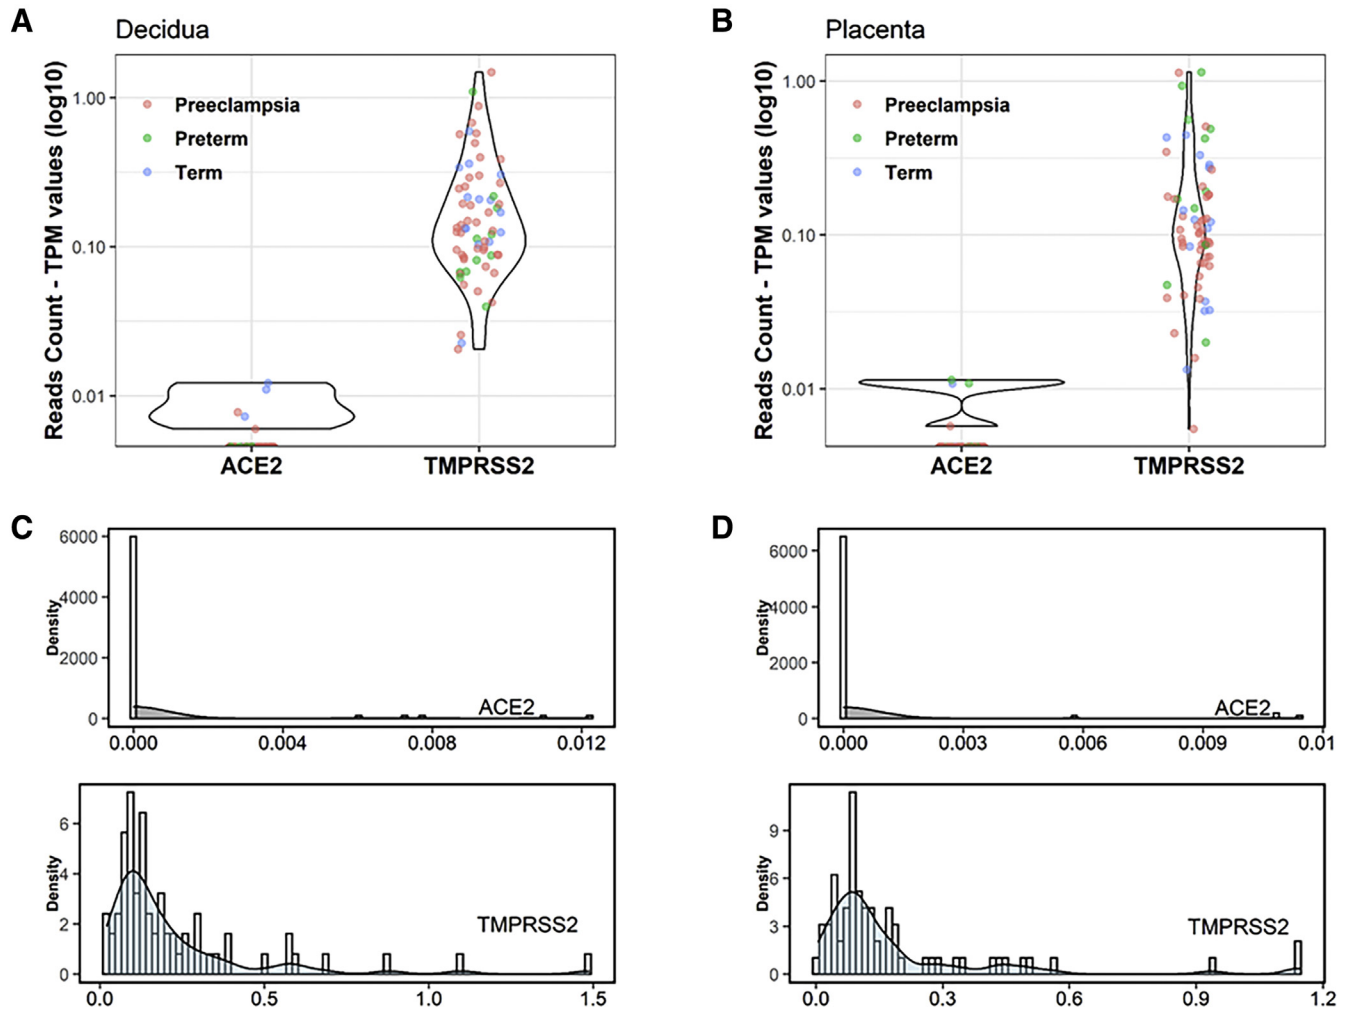 A
Decidua
Reads Count - TPM values (log10)
1.00
0.10
0.01
Preeclampsia
Preterm
Term
ACE2
TMPRSS2
B
Placenta
Reads Count - TPM values (log10)
1.00
0.10
0.01
Preeclampsia
Preterm
Term
ACE2
TMPRSS2
C
Density
6000
4000
2000
0
ACE2
0.000
0.004
0.008
0.012
Density
6
4
2
0
TMPRSS2
0.0
0.5
1.0
1.5
D
Density
6000
4000
2000
0
ACE2
0.000
0.003
0.006
0.009
0.01
Density
9
6
3
0
TMPRSS2
0.0
0.3
0.6
0.9
1.2